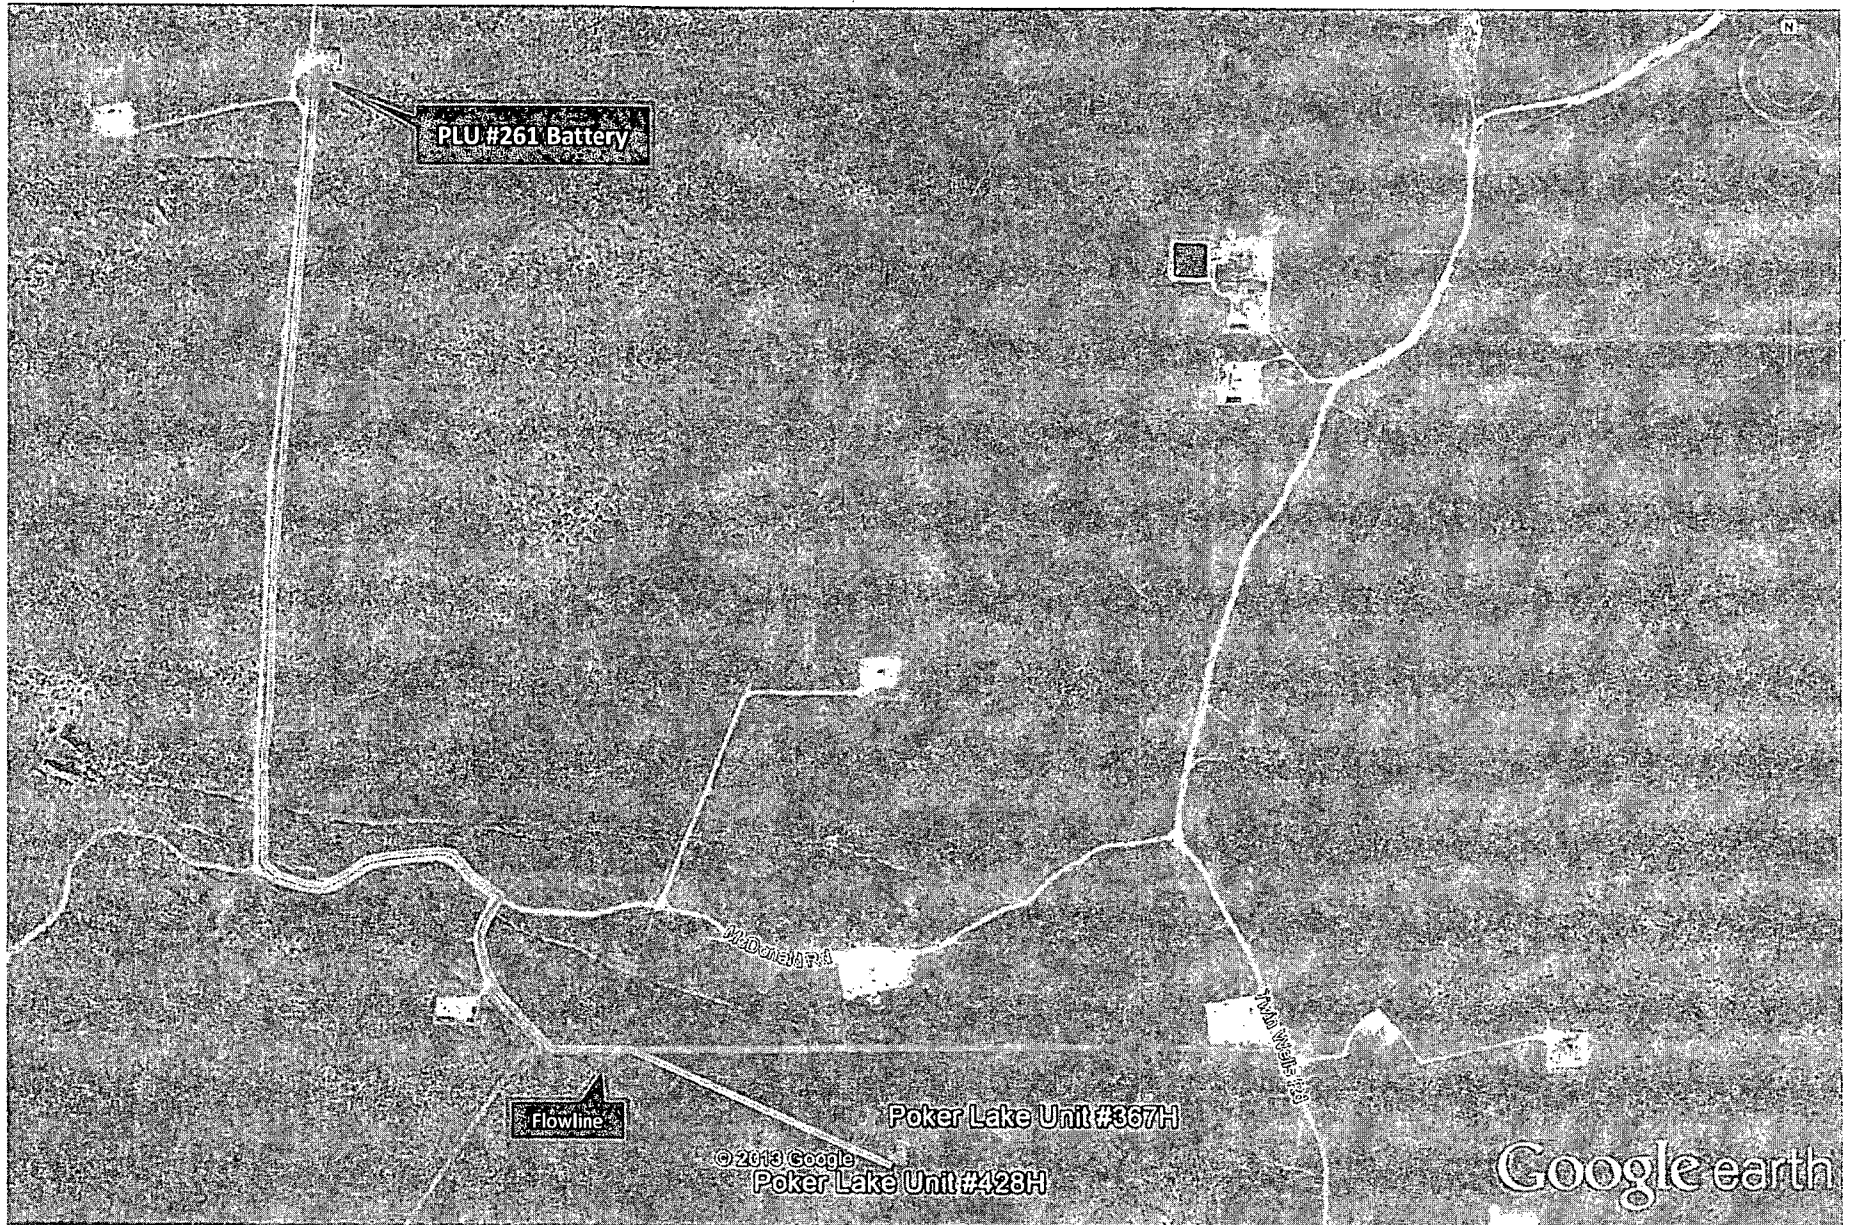 N
PLU #261 Battery
McDonald Rd
Twin Wells Rd
Flowline
Poker Lake Unit #367H
© 2013 Google
Poker Lake Unit #428H
Google earth